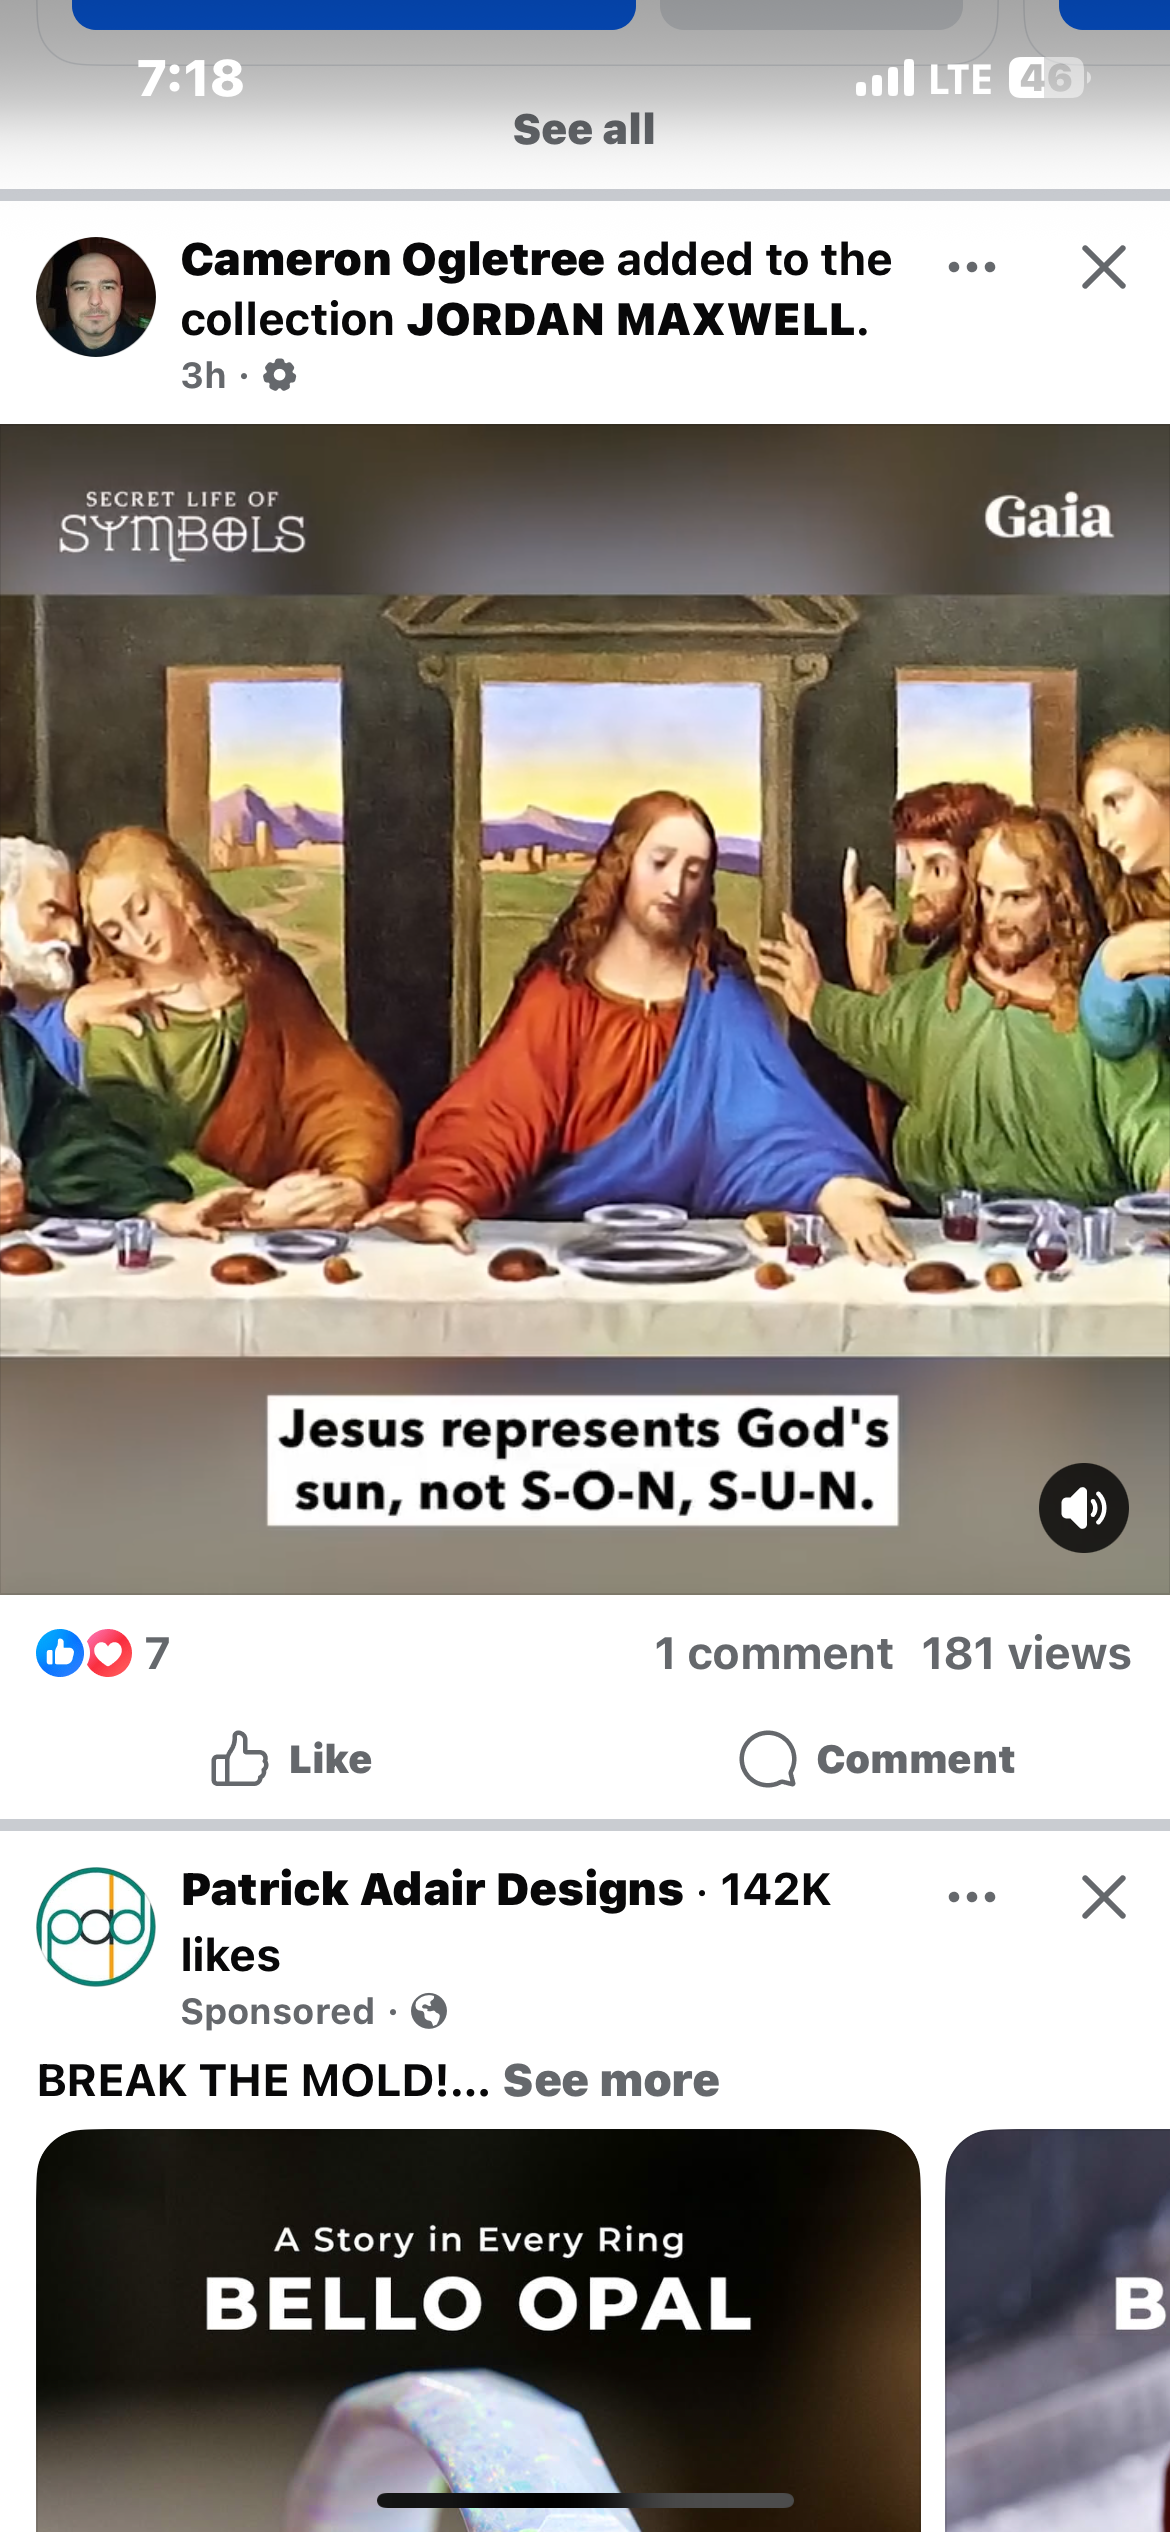 7:18
LTE 46
See all
Cameron Ogletree added to the
collection JORDAN MAXWELL.
3h ·
SECRET LIFE OF
SYMBOLS
Gaia
Jesus represents God's
sun, not S-O-N, S-U-N.
7
1 comment 181 views
Like
Comment
pad
Patrick Adair Designs · 142K
likes
Sponsored ·
BREAK THE MOLD!... See more
A Story in Every Ring
BELLO OPAL
B